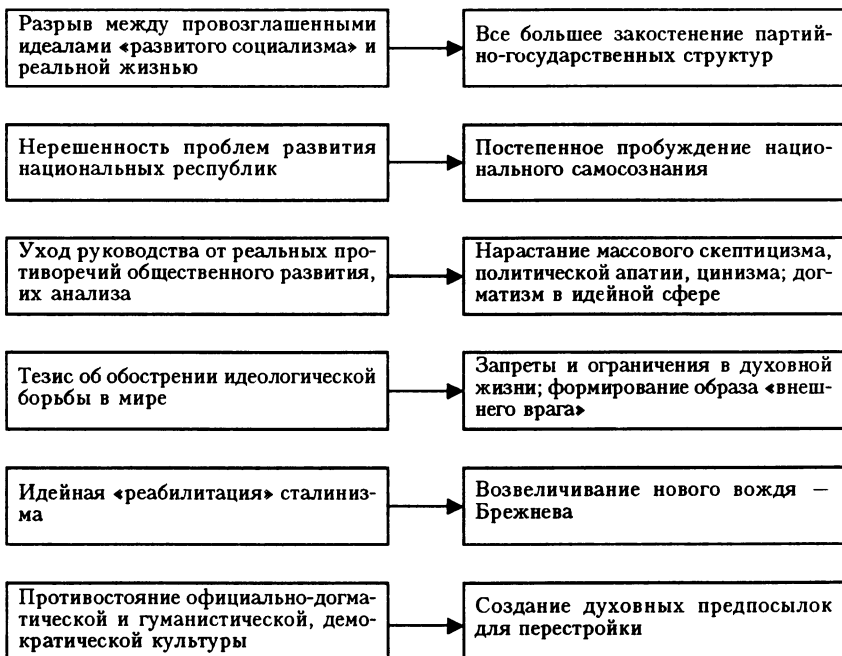 Разрыв между провозглашенными
идеалами «развитого социализма» и
реальной жизнью
Все большее закостенение партий-
но-государственных структур
Нерешенность проблем развития
национальных республик
Постепенное пробуждение нацио-
нального самосознания
Уход руководства от реальных про-
тиворечий общественного развития,
их анализа
Нарастание массового скептицизма,
политической апатии, цинизма; дог-
матизм в идейной сфере
Тезис об обострении идеологической
борьбы в мире
Запреты и ограничения в духовной
жизни; формирование образа «внеш-
него врага»
Идейная «реабилитация» сталиниз-
ма
Возвеличивание нового вождя —
Брежнева
Противостояние официально-догма-
тической и гуманистической, демо-
кратической культуры
Создание духовных предпосылок
для перестройки